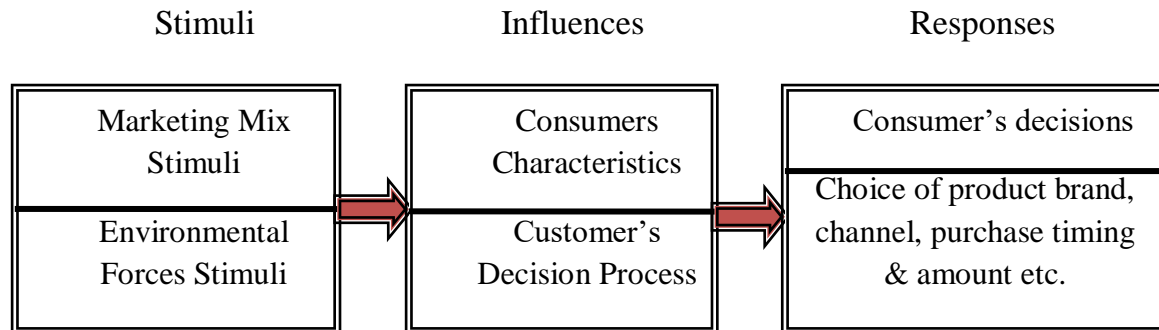 Stimuli
Influences
Responses
Marketing Mix
Stimuli
Environmental
Forces Stimuli
Consumers
Characteristics
Customer’s
Decision Process
Consumer’s decisions
Choice of product brand,
channel, purchase timing
& amount etc.